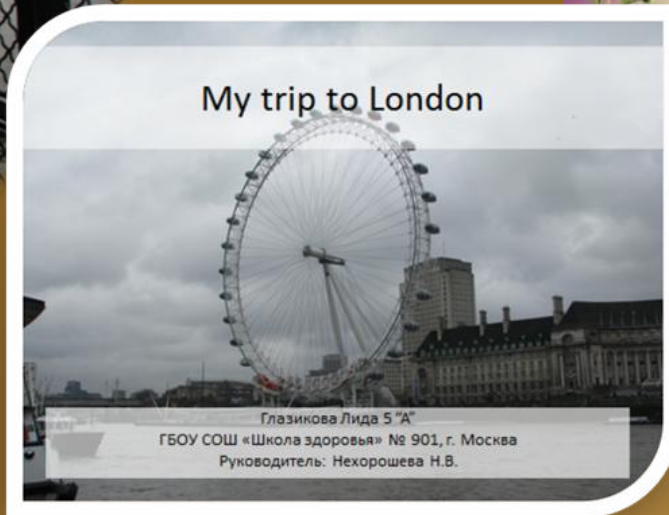 My trip to London
Глазикова Лида 5 "А"
ГБОУ СОШ «Школа здоровья» № 901, г. Москва
Руководитель: Нехорошева Н.В.